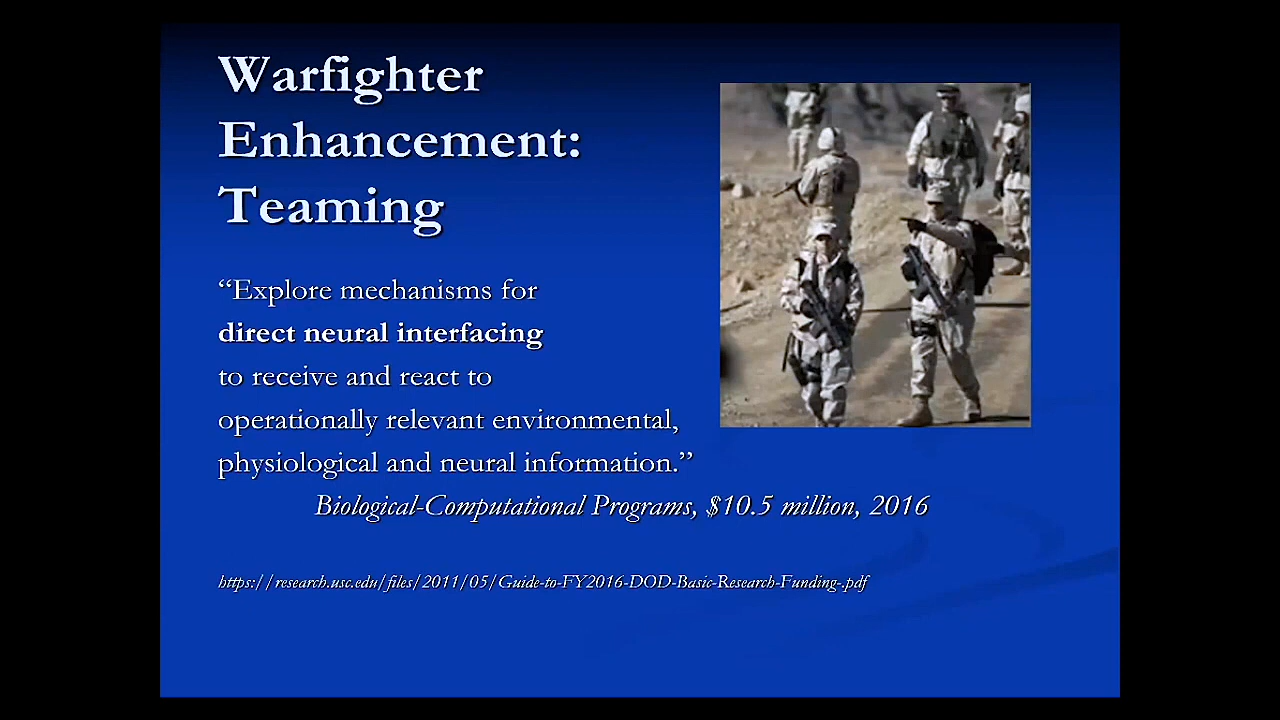 Warfighter
Enhancement:
Teaming
“Explore mechanisms for
direct neural interfacing
to receive and react to
operationally relevant environmental,
physiological and neural information.”
Biological-Computational Programs, $10.5 million, 2016
https://research.usc.edu/files/2011/05/Guide-to-FY2016-DOD-Basic-Research-Funding-.pdf